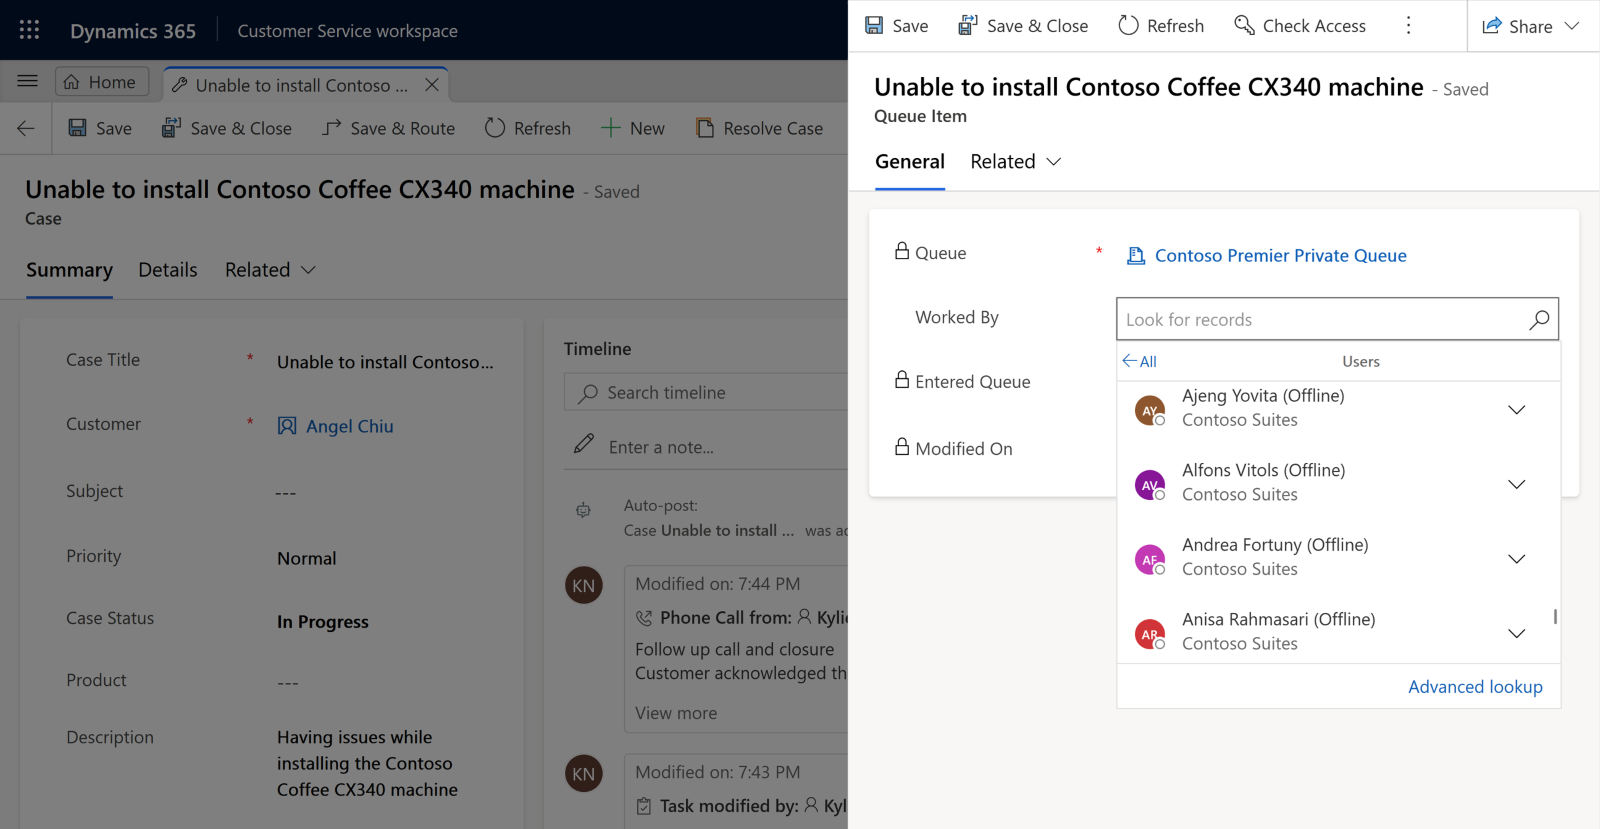 Dynamics 365
Customer Service workspace
Home
Unable to install Contoso ...
Save
Save & Close
Save & Route
Refresh
New
Resolve Case
Unable to install Contoso Coffee CX340 machine - Saved
Case
Summary
Details
Related
Case Title * Unable to install Contoso...
Customer * Angel Chiu
Subject ---
Priority Normal
Case Status In Progress
Product ---
Description Having issues while
installing the Contoso
Coffee CX340 machine
Timeline
Search timeline
Enter a note...
Auto-post:
Case Unable to install ... was
KN
Modified on: 7:44 PM
Phone Call from:
Follow up call and closure
Customer acknowledged
View more
KN
Modified on: 7:43 PM
Task modified by:
Save
Save & Close
Refresh
Check Access
Share
Unable to install Contoso Coffee CX340 machine - Saved
Queue Item
General
Related
Queue * Contoso Premier Private Queue
Worked By
Look for records
Entered Queue
Modified On
All
Users
AY
Ajeng Yovita (Offline)
Contoso Suites
AV
Alfons Vitols (Offline)
Contoso Suites
AF
Andrea Fortuny (Offline)
Contoso Suites
AR
Anisa Rahmasari (Offline)
Contoso Suites
Advanced lookup